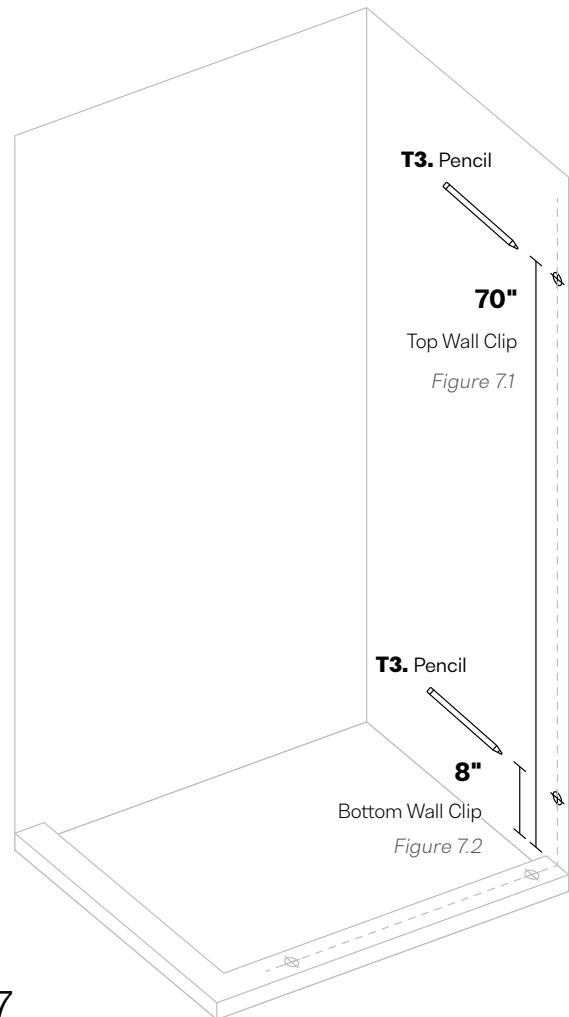 T3. Pencil
70"
Top Wall Clip
Figure 7.1
T3. Pencil
8"
Bottom Wall Clip
Figure 7.2
7